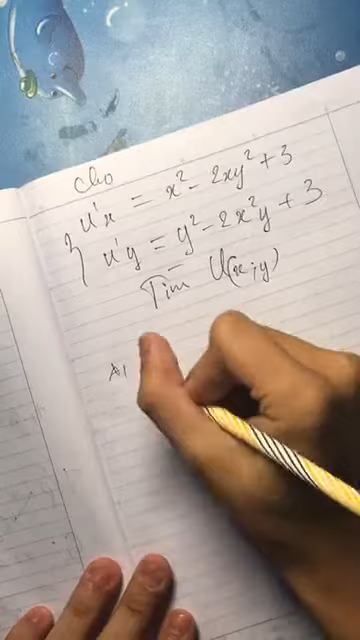 Cho
{ u'x = x² - 2xy² + 3
u'y = y² - 2x²y + 3
Tìm U(x;y)